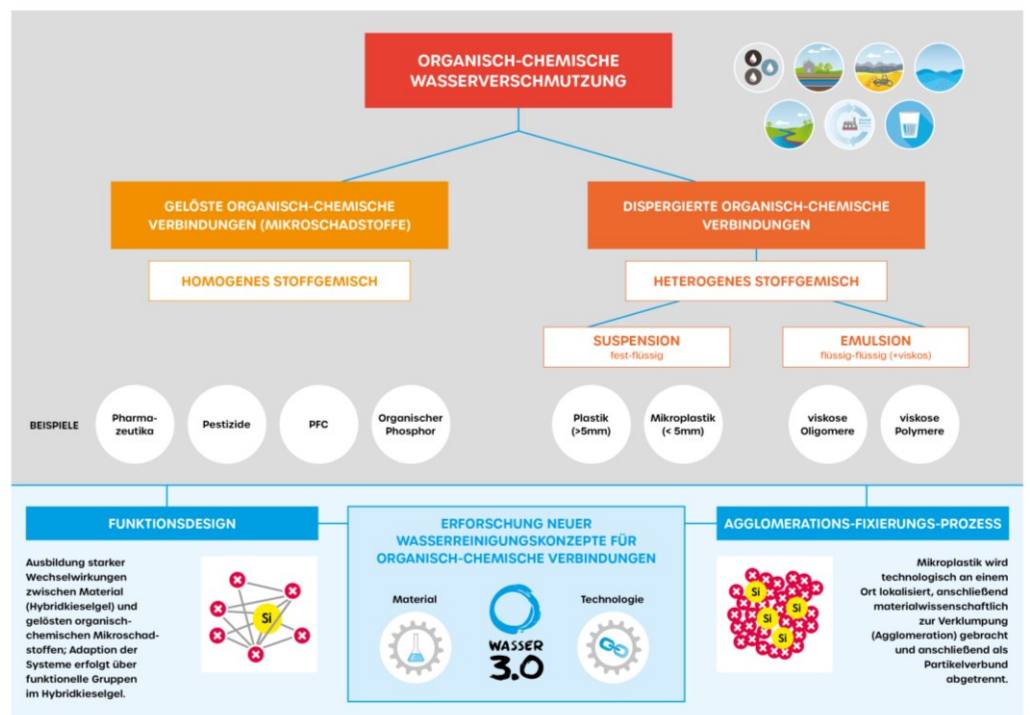 ORGANISCH-CHEMISCHE
WASSERVERSCHMUTZUNG
GELÖSTE ORGANISCH-CHEMISCHE
VERBINDUNGEN (MIKROSCHADSTOFFE)
HOMOGENES STOFFGEMISCH
DISPERGIERTE ORGANISCH-CHEMISCHE
VERBINDUNGEN
HETEROGENES STOFFGEMISCH
SUSPENSION
fest-flüssig
EMULSION
flüssig-flüssig (+viskos)
BEISPIELE
Pharma-
zeutika
Pestizide
PFC
Organischer
Phosphor
Plastik
(>5mm)
Mikroplastik
(< 5mm)
viskose
Oligomere
viskose
Polymere
FUNKTIONSDESIGN
Ausbildung starker
Wechselwirkungen
zwischen Material
(Hybridkieselgel) und
gelösten organisch-
chemischen Mikroschad-
stoffen; Adaption der
Systeme erfolgt über
funktionelle Gruppen
im Hybridkieselgel.
Si
ERFORSCHUNG NEUER
WASSERREINIGUNGSKONZEPTE FÜR
ORGANISCH-CHEMISCHE VERBINDUNGEN
Material
Technologie
WASSER
3.0
AGGLOMERATIONS-FIXIERUNGS-PROZESS
Si
Si
Si
Si
Mikroplastik wird
technologisch an einem
Ort lokalisiert, anschließend
materialwissenschaftlich
zur Verklumpung
(Agglomeration) gebracht
und anschließend als
Partikelverbund
abgetrennt.